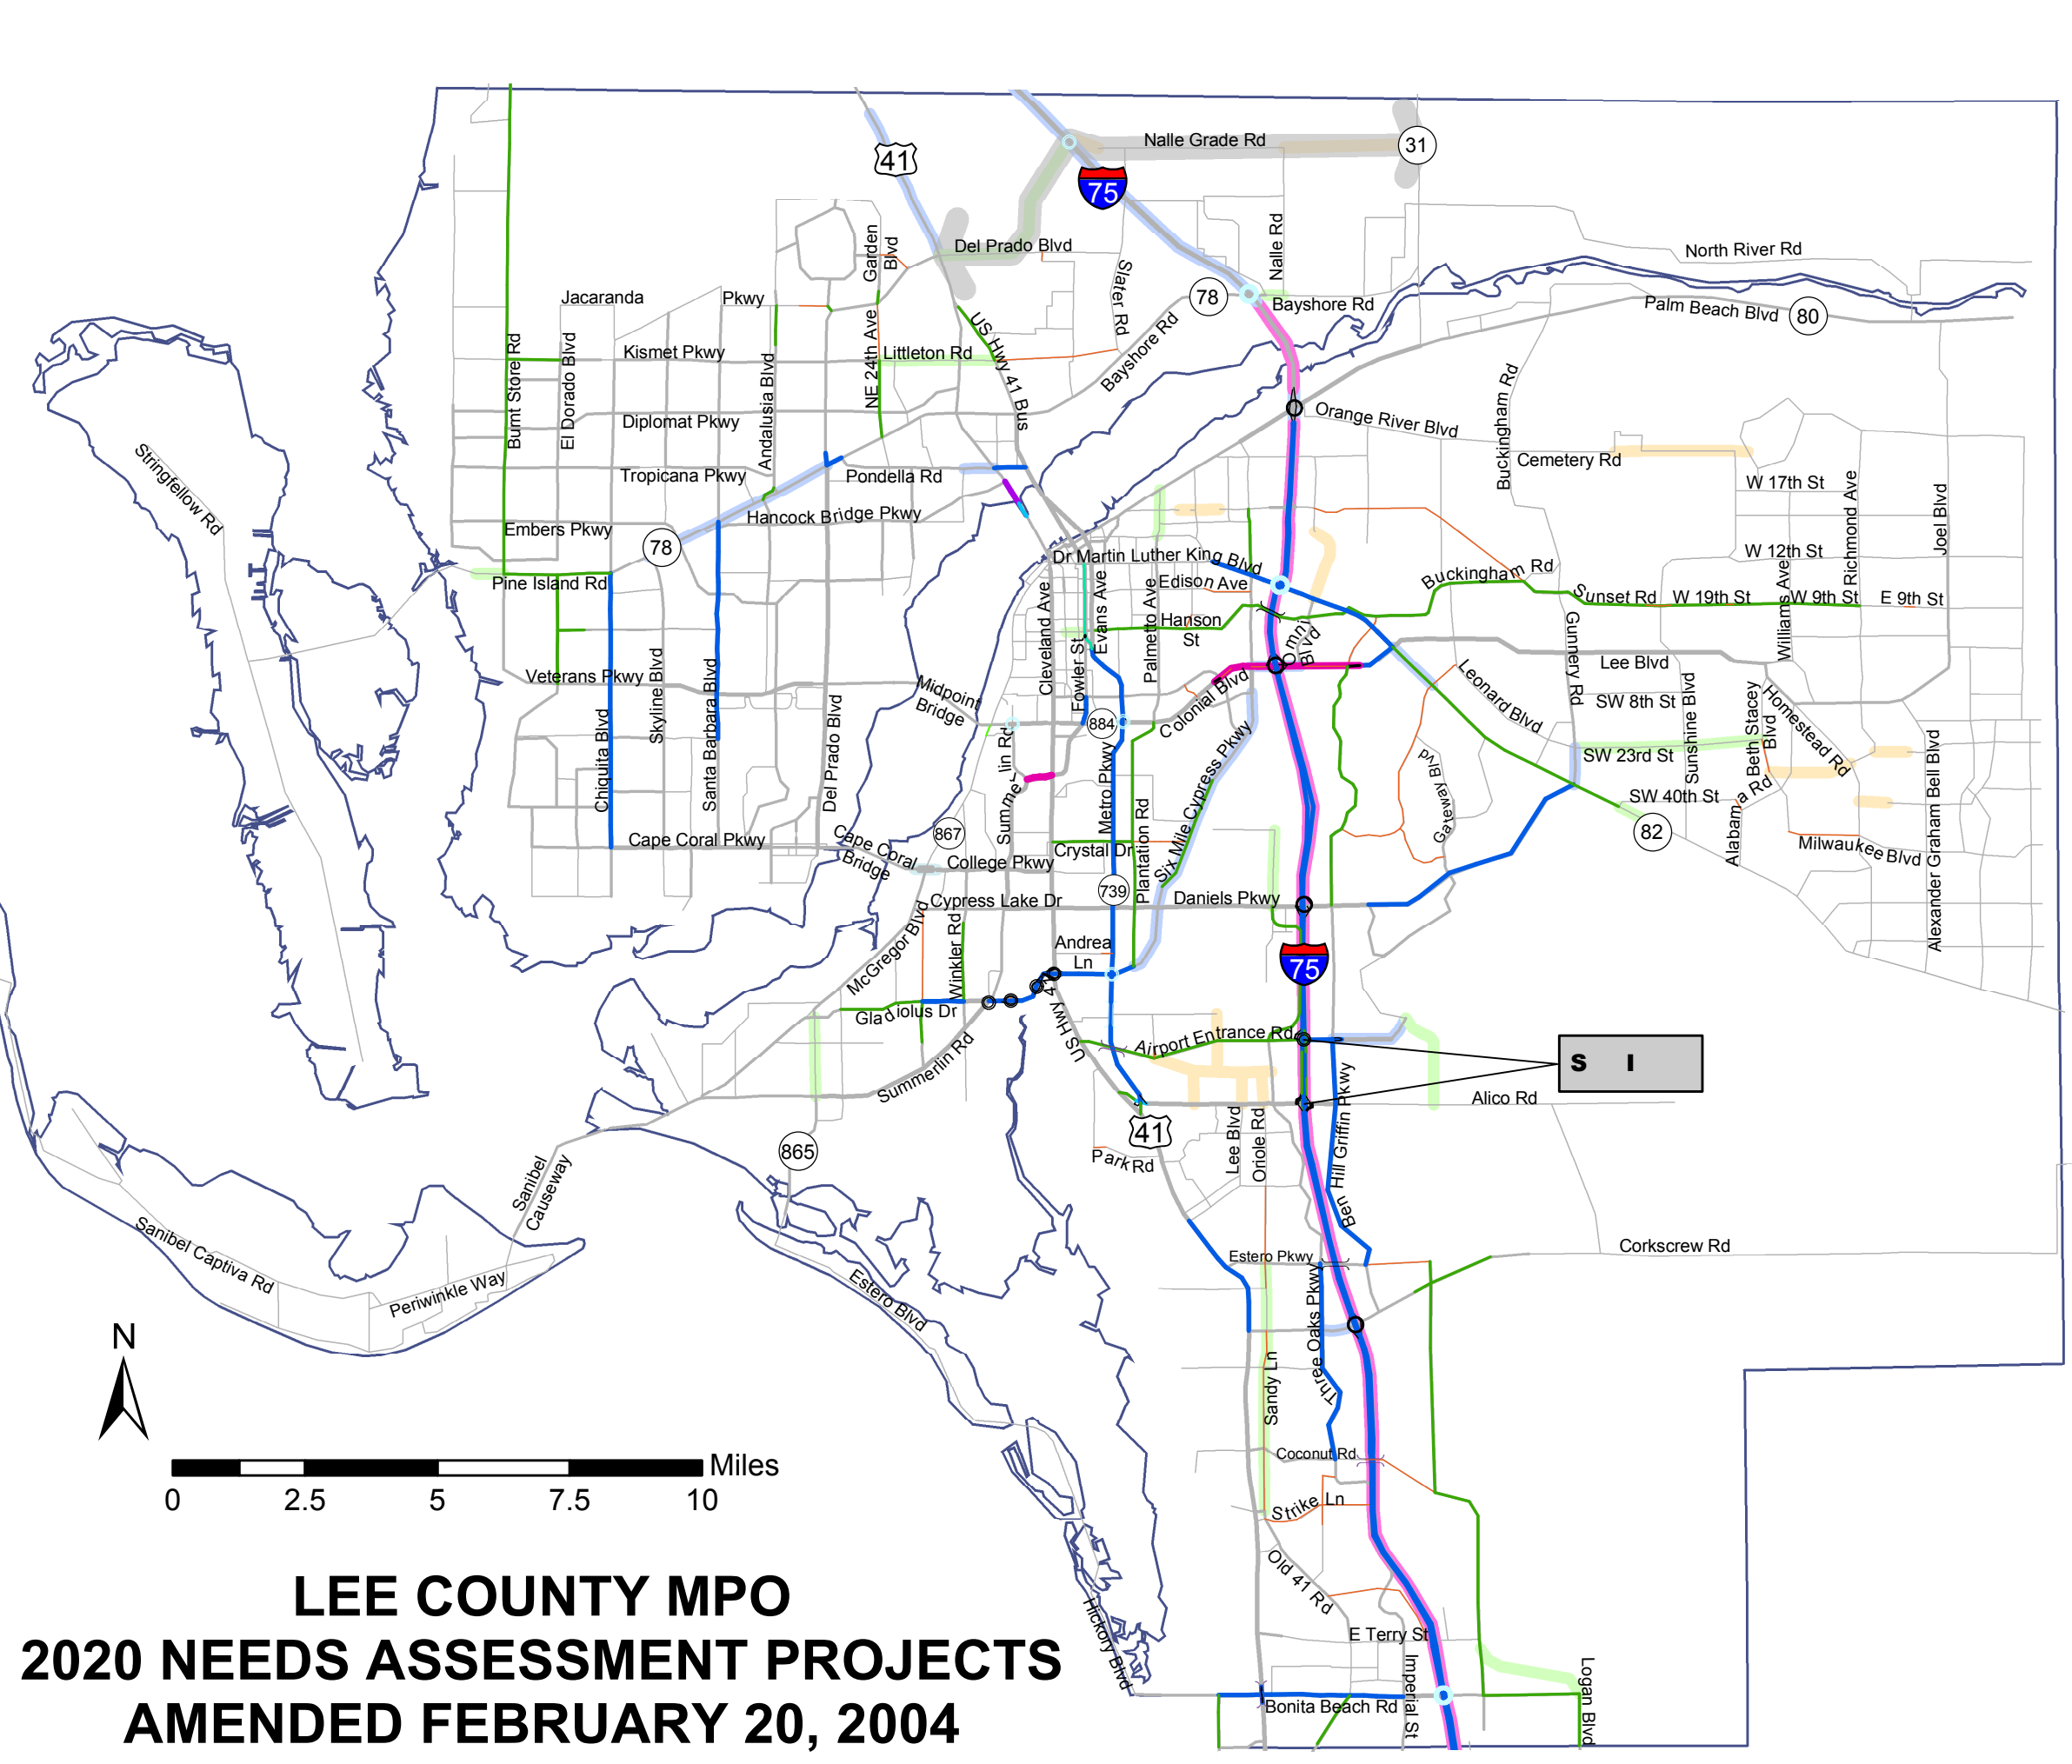 41
Nalle Grade Rd
31
75
Garden
Blvd
Del Prado Blvd
Nalle Rd
North River Rd
Slater Rd
Jacaranda
Pkwy
78
Bayshore Rd
Palm Beach Blvd
80
US Hwy 41 Bus
Burnt Store Rd
El Dorado Blvd
Kismet Pkwy
Andalusia Blvd
NE 24th Ave
Littleton Rd
Bayshore Rd
Buckingham Rd
Diplomat Pkwy
Orange River Blvd
Stringfellow Rd
Tropicana Pkwy
Pondella Rd
Cemetery Rd
W 17th St
Richmond Ave
Joel Blvd
Embers Pkwy
Hancock Bridge Pkwy
78
Dr Martin Luther King Blvd
W 12th St
Pine Island Rd
Edison Ave
Buckingham Rd
Sunset Rd
W 19th St
W 9th St
E 9th St
Cleveland Ave
Evans Ave
Palmetto Ave
Hanson
St
Omni
Blvd
Gunnery Rd
Williams Ave
Lee Blvd
Veterans Pkwy
Skyline Blvd
Santa Barbara Blvd
Midpoint
Bridge
Fowler St
Colonial Blvd
Leonard Blvd
SW 8th St
Sunshine Blvd
Beth Stacey
Blvd
Homestead Rd
884
Chiquita Blvd
Del Prado Blvd
Summerlin Rd
Metro Pkwy
Six Mile Cypress Pkwy
Gateway Blvd
SW 23rd St
SW 40th St
Alabama Rd
Alexander Graham Bell Blvd
82
867
Plantation Rd
Cape Coral Pkwy
Cape Coral
Bridge
College Pkwy
Crystal Dr
Milwaukee Blvd
739
Cypress Lake Dr
Daniels Pkwy
McGregor Blvd
Winkler Rd
Andrea
Ln
75
Gladiolus Dr
US Hwy 41
Airport Entrance Rd
S I
Summerlin Rd
Ben Hill Griffin Pkwy
Alico Rd
41
865
Park Rd
Lee Blvd
Oriole Rd
Sanibel
Causeway
Sanibel Captiva Rd
Periwinkle Way
Estero Blvd
Estero Pkwy
Corkscrew Rd
Three Oaks Pkwy
N
Sandy Ln
Coconut Rd
Miles
0 2.5 5 7.5 10
Strike Ln
Old 41 Rd
Hickory Blvd
E Terry St
Imperial St
Logan Blvd
Bonita Beach Rd
LEE COUNTY MPO
2020 NEEDS ASSESSMENT PROJECTS
AMENDED FEBRUARY 20, 2004